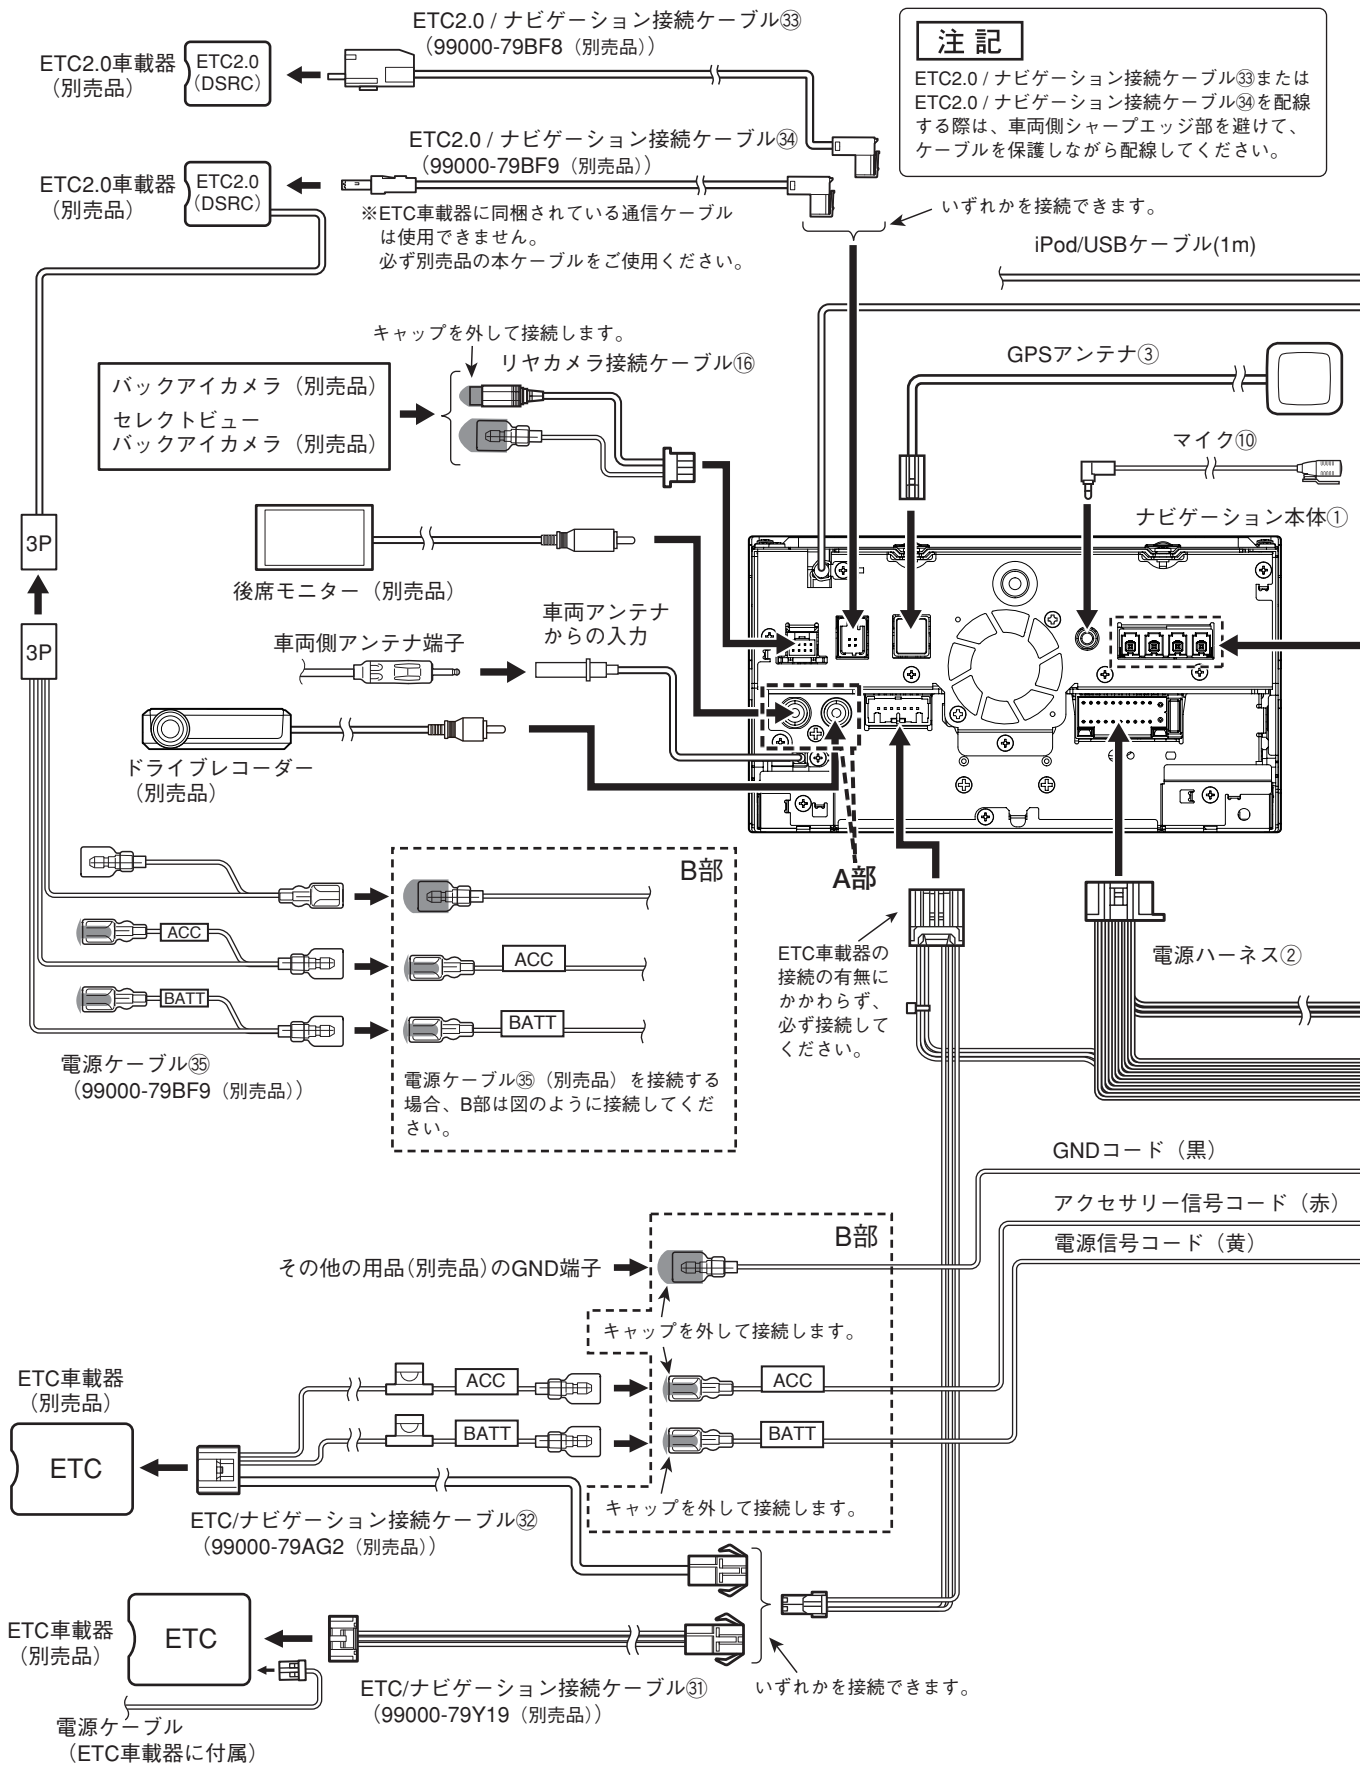 ETC2.0 / ナビゲーション接続ケーブル㉝
（99000-79BF8（別売品））
ETC2.0車載器
（別売品）
ETC2.0
(DSRC)
注 記
ETC2.0 / ナビゲーション接続ケーブル㉝または
ETC2.0 / ナビゲーション接続ケーブル㉞を配線
する際は、車両側シャープエッジ部を避けて、
ケーブルを保護しながら配線してください。
ETC2.0 / ナビゲーション接続ケーブル㉞
（99000-79BF9（別売品））
ETC2.0車載器
（別売品）
ETC2.0
(DSRC)
※ETC車載器に同梱されている通信ケーブル
は使用できません。
必ず別売品の本ケーブルをご使用ください。
いずれかを接続できます。
iPod/USBケーブル(1m)
キャップを外して接続します。
リヤカメラ接続ケーブル⑯
GPSアンテナ③
バックアイカメラ（別売品）
セレクトビュー
バックアイカメラ（別売品）
マイク⑩
ナビゲーション本体①
3P
後席モニター（別売品）
3P
車両側アンテナ端子
車両アンテナ
からの入力
ドライブレコーダー
（別売品）
A部
B部
ACC
ACC
BATT
BATT
電源ケーブル㉟
（99000-79BF9（別売品））
電源ケーブル㉟（別売品）を接続する
場合、B部は図のように接続してくだ
さい。
ETC車載器の
接続の有無に
かかわらず、
必ず接続して
ください。
電源ハーネス②
GNDコード（黒）
アクセサリー信号コード（赤）
電源信号コード（黄）
B部
その他の用品(別売品)のGND端子
キャップを外して接続します。
ETC車載器
（別売品）
ETC
ACC
ACC
BATT
BATT
キャップを外して接続します。
ETC/ナビゲーション接続ケーブル㉜
（99000-79AG2（別売品））
ETC車載器
（別売品）
ETC
ETC/ナビゲーション接続ケーブル㉛
（99000-79Y19（別売品））
いずれかを接続できます。
電源ケーブル
（ETC車載器に付属）